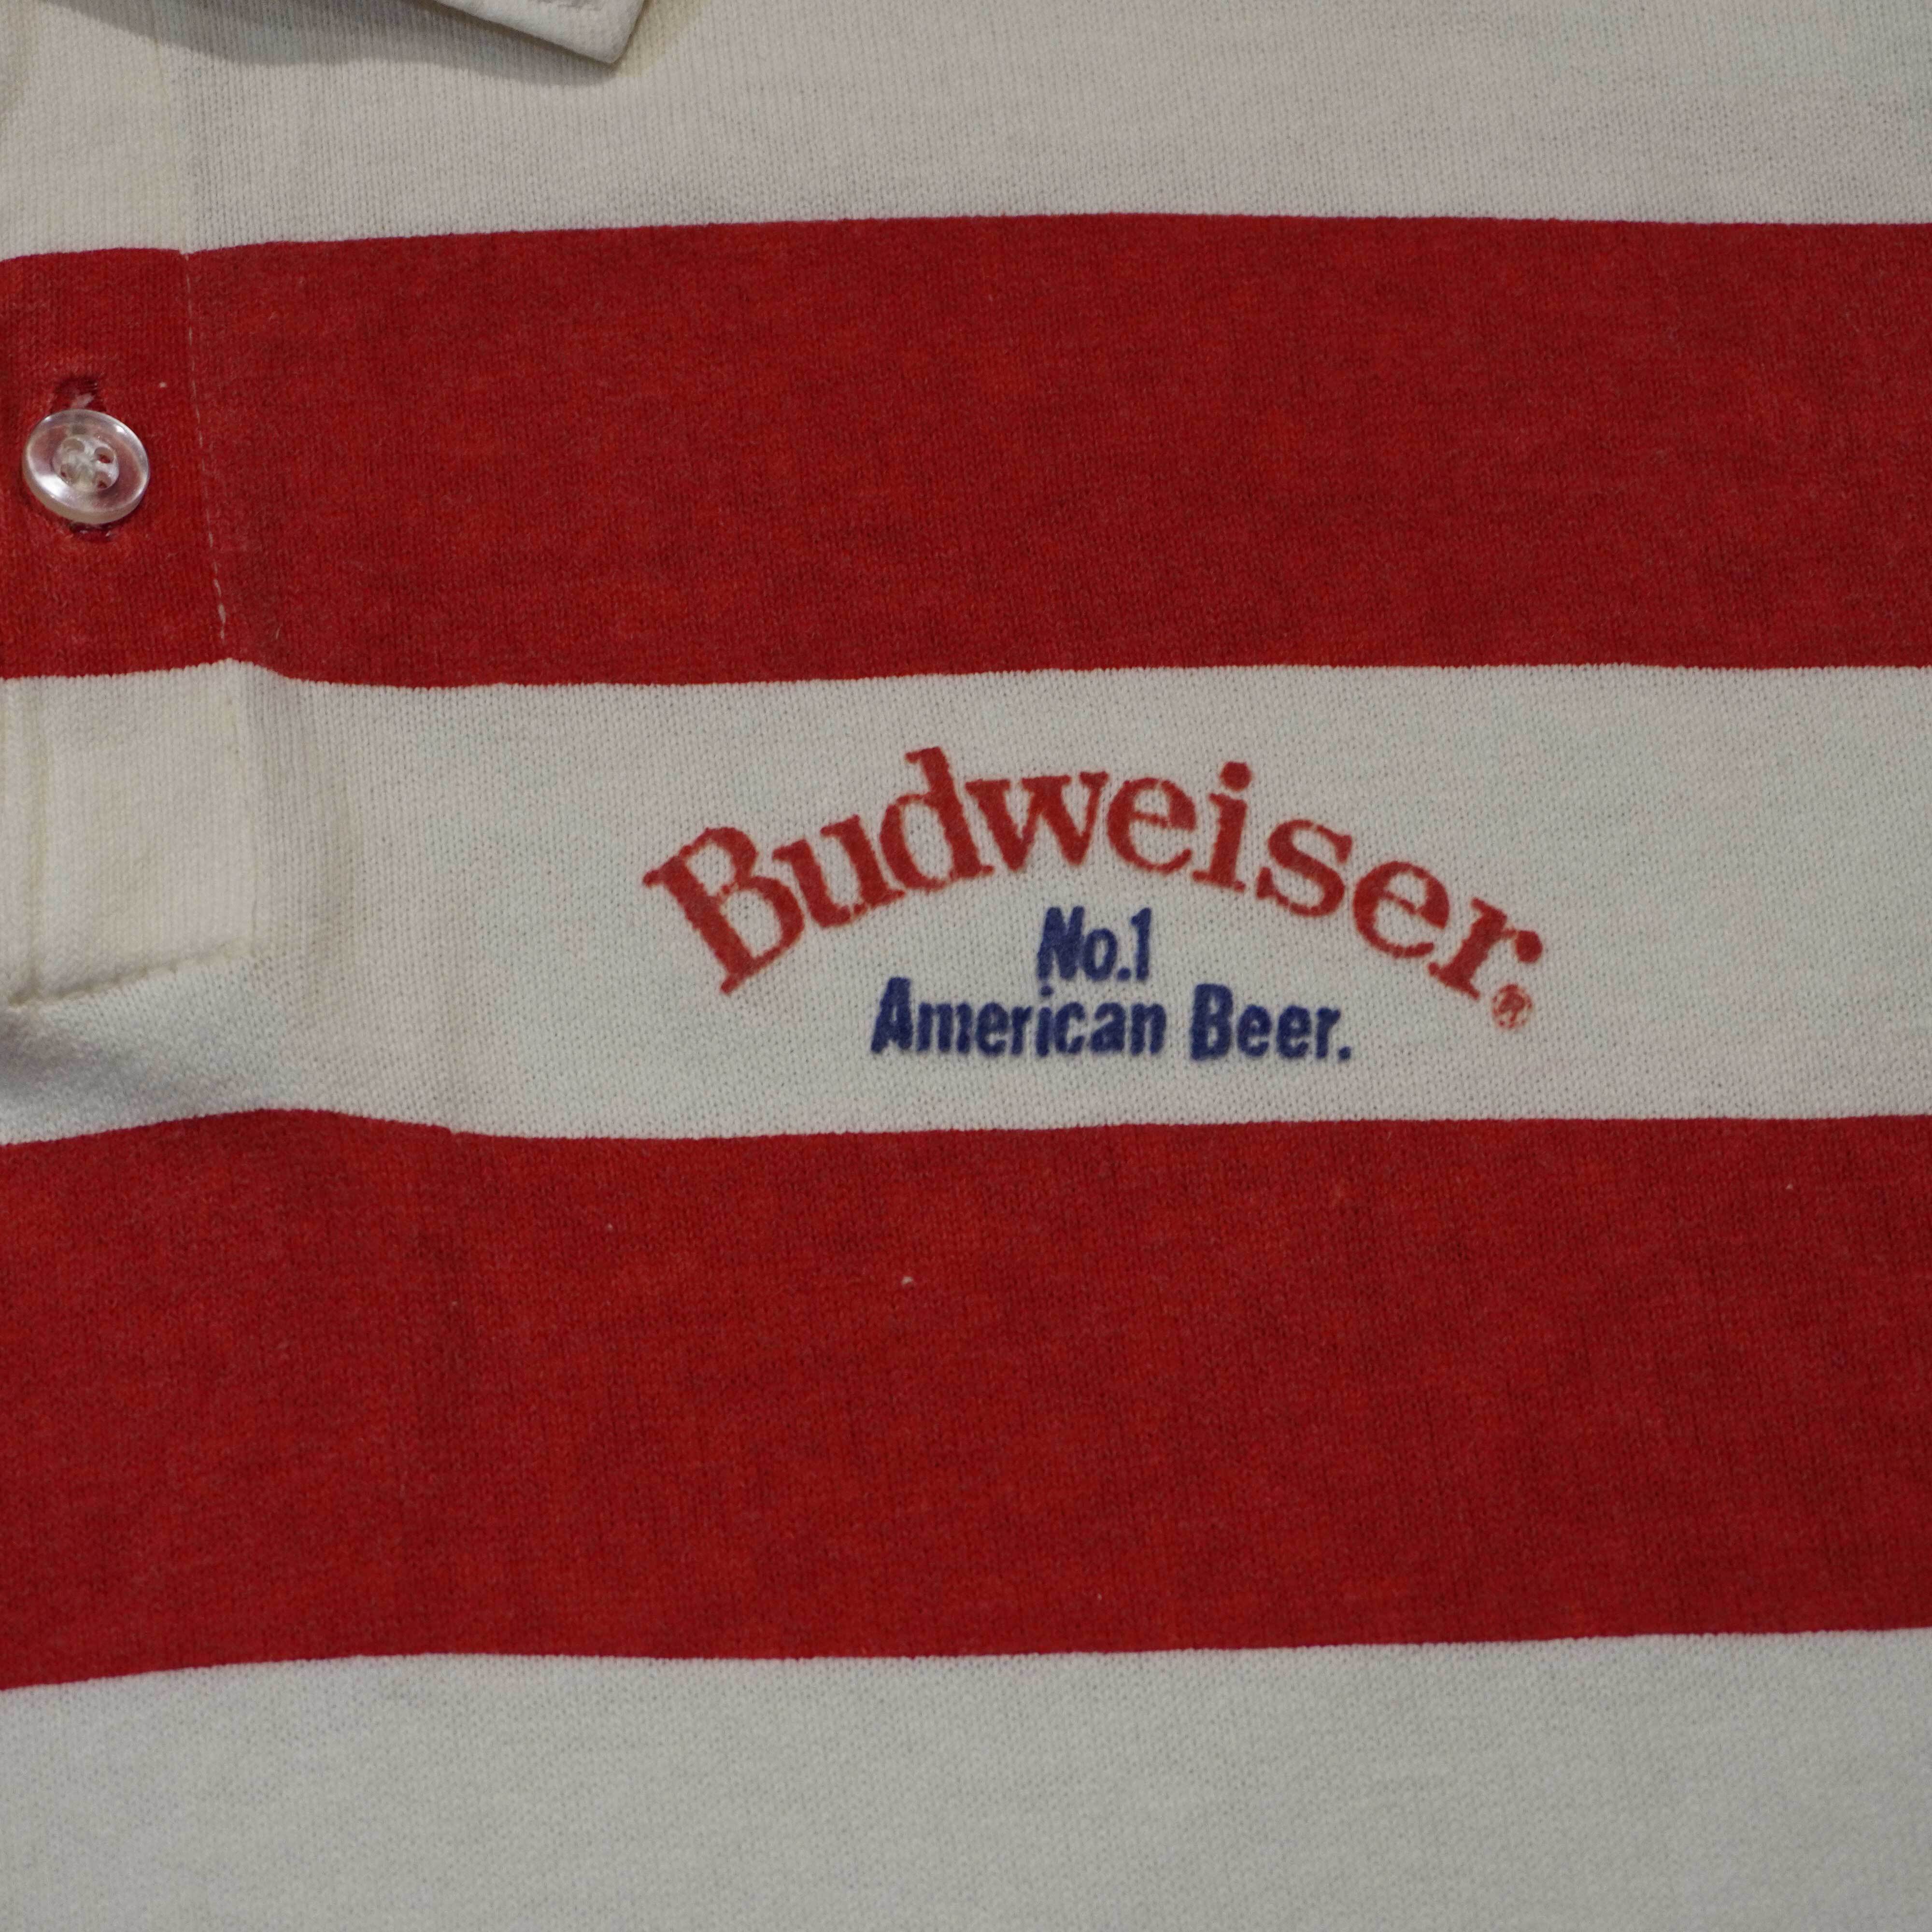 Budweiser®
No.1
American Beer.